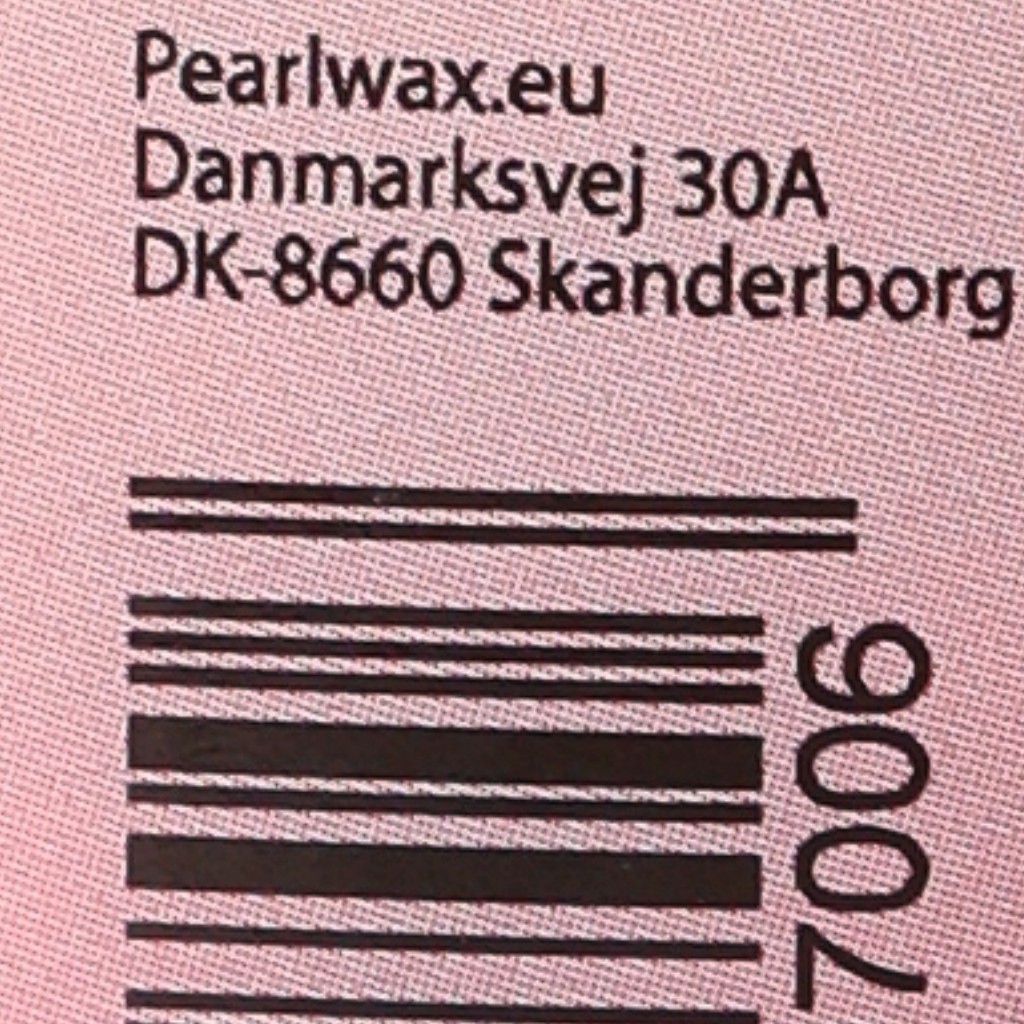 Pearlwax.eu
Danmarksvej 30A
DK-8660 Skanderborg
7006